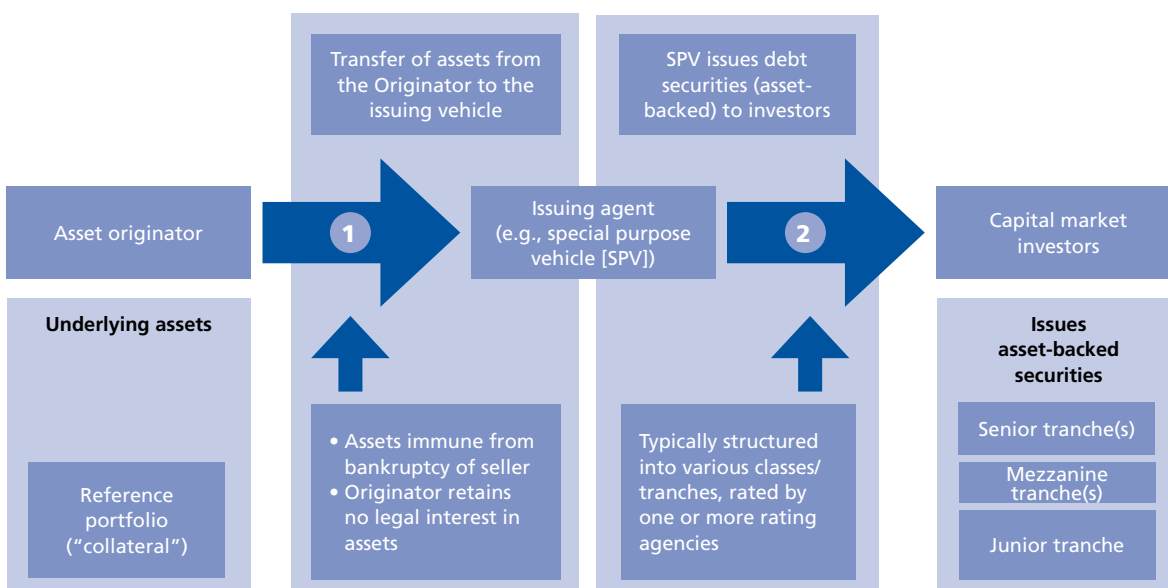 Transfer of assets from
the Originator to the
issuing vehicle
SPV issues debt
securities (asset-
backed) to investors
Asset originator
1
Issuing agent
(e.g., special purpose
vehicle [SPV])
2
Capital market
investors
Underlying assets
Reference
portfolio
(“collateral”)
• Assets immune from
bankruptcy of seller
• Originator retains
no legal interest in
assets
Typically structured
into various classes/
tranches, rated by
one or more rating
agencies
Issues
asset-backed
securities
Senior tranche(s)
Mezzanine
tranche(s)
Junior tranche